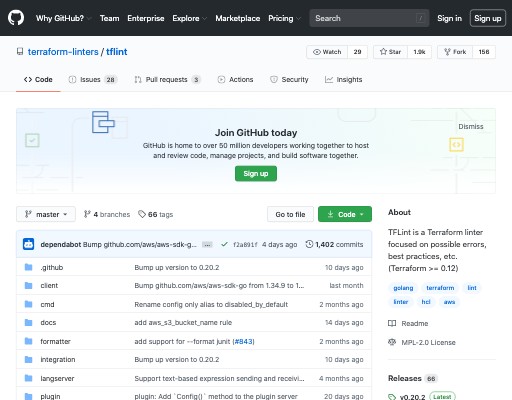 Why GitHub? Team Enterprise Explore Marketplace Pricing Search / Sign in Sign up
terraform-linters / tflint Watch 29 Star 1.9k Fork 156
Code Issues 28 Pull requests 3 Actions Security Insights
Join GitHub today
Dismiss
GitHub is home to over 50 million developers working together to host
and review code, manage projects, and build software together.
Sign up
master 4 branches 66 tags Go to file Code
dependabot Bump github.com/aws/aws-sdk-g... ... f2a891f 4 days ago 1,402 commits
.github Bump up version to 0.20.2 10 days ago
client Bump github.com/aws/aws-sdk-go from 1.34.9 to 1... last month
cmd Rename config only alias to disabled_by_default 2 months ago
docs add aws_s3_bucket_name rule 14 days ago
formatter add support for --format junit (#843) 2 months ago
integration Bump up version to 0.20.2 10 days ago
langserver Support text-based expression sending and receivi... 4 months ago
plugin plugin: Add `Config()` method to the plugin server 20 days ago
About
TFLint is a Terraform linter
focused on possible errors,
best practices, etc.
(Terraform >= 0.12)
golang terraform lint
linter hcl aws
Readme
MPL-2.0 License
Releases 66
v0.20.2 Latest